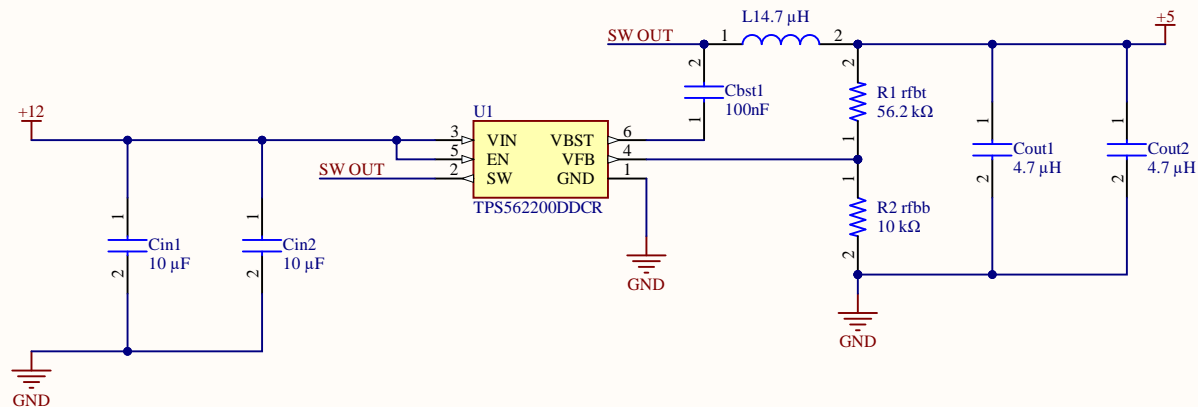 L14.7 µH
+5
SW OUT
1
2
2
Cbst1
100nF
1
2
R1 rfbt
56.2 kΩ
1
+12
U1
3
VIN
VBST
6
5
EN
VFB
4
SW OUT
2
SW
GND
1
TPS562200DDCR
1
Cout1
4.7 µH
2
1
Cout2
4.7 µH
2
1
R2 rfbb
10 kΩ
2
1
Cin1
10 µF
2
1
Cin2
10 µF
2
GND
GND
GND